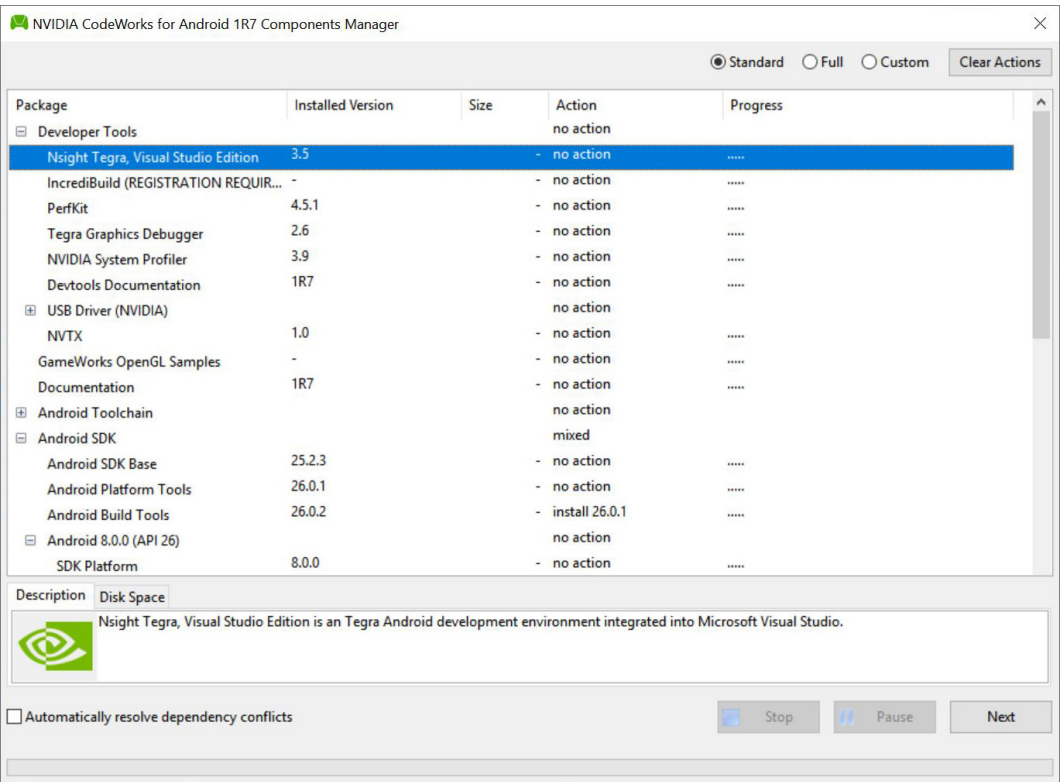 NVIDIA CodeWorks for Android 1R7 Components Manager
Standard Full Custom Clear Actions
Package Installed Version Size Action Progress
Developer Tools no action
Nsight Tegra, Visual Studio Edition 3.5 - no action .....
IncrediBuild (REGISTRATION REQUIR... - - no action .....
PerfKit 4.5.1 - no action .....
Tegra Graphics Debugger 2.6 - no action .....
NVIDIA System Profiler 3.9 - no action .....
Devtools Documentation 1R7 - no action .....
USB Driver (NVIDIA) no action
NVTX 1.0 - no action .....
GameWorks OpenGL Samples - - no action .....
Documentation 1R7 - no action .....
Android Toolchain no action
Android SDK mixed
Android SDK Base 25.2.3 - no action .....
Android Platform Tools 26.0.1 - no action .....
Android Build Tools 26.0.2 - install 26.0.1 .....
Android 8.0.0 (API 26) no action
SDK Platform 8.0.0 - no action .....
Description Disk Space
Nsight Tegra, Visual Studio Edition is an Tegra Android development environment integrated into Microsoft Visual Studio.
Automatically resolve dependency conflicts Stop Pause Next